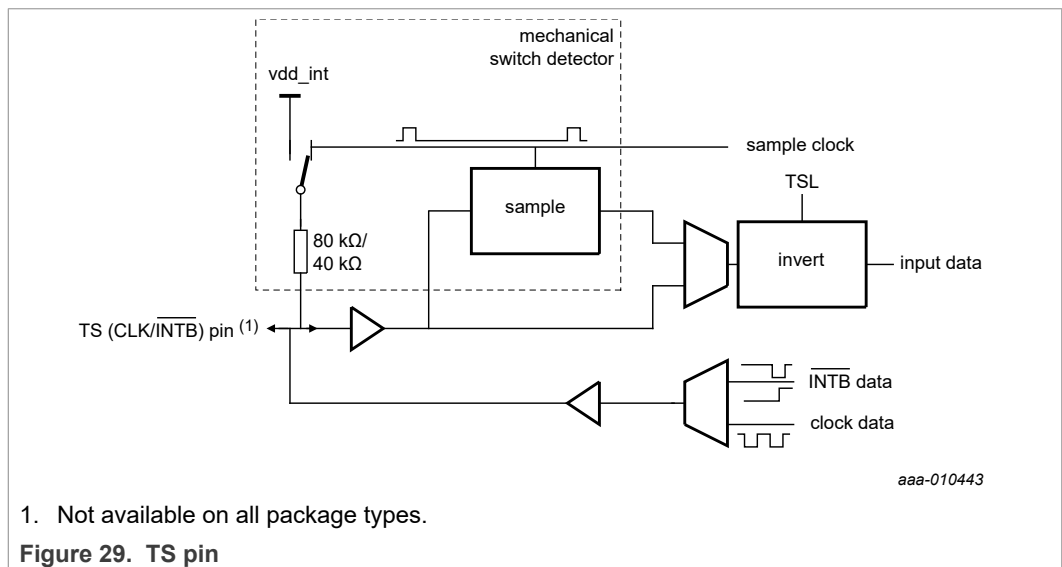 mechanical
switch detector
vdd_int
sample clock
TSL
sample
80 kΩ/
40 kΩ
invert
input data
TS (CLK/INTB) pin (1)
INTB data
clock data
aaa-010443
1. Not available on all package types.
Figure 29. TS pin